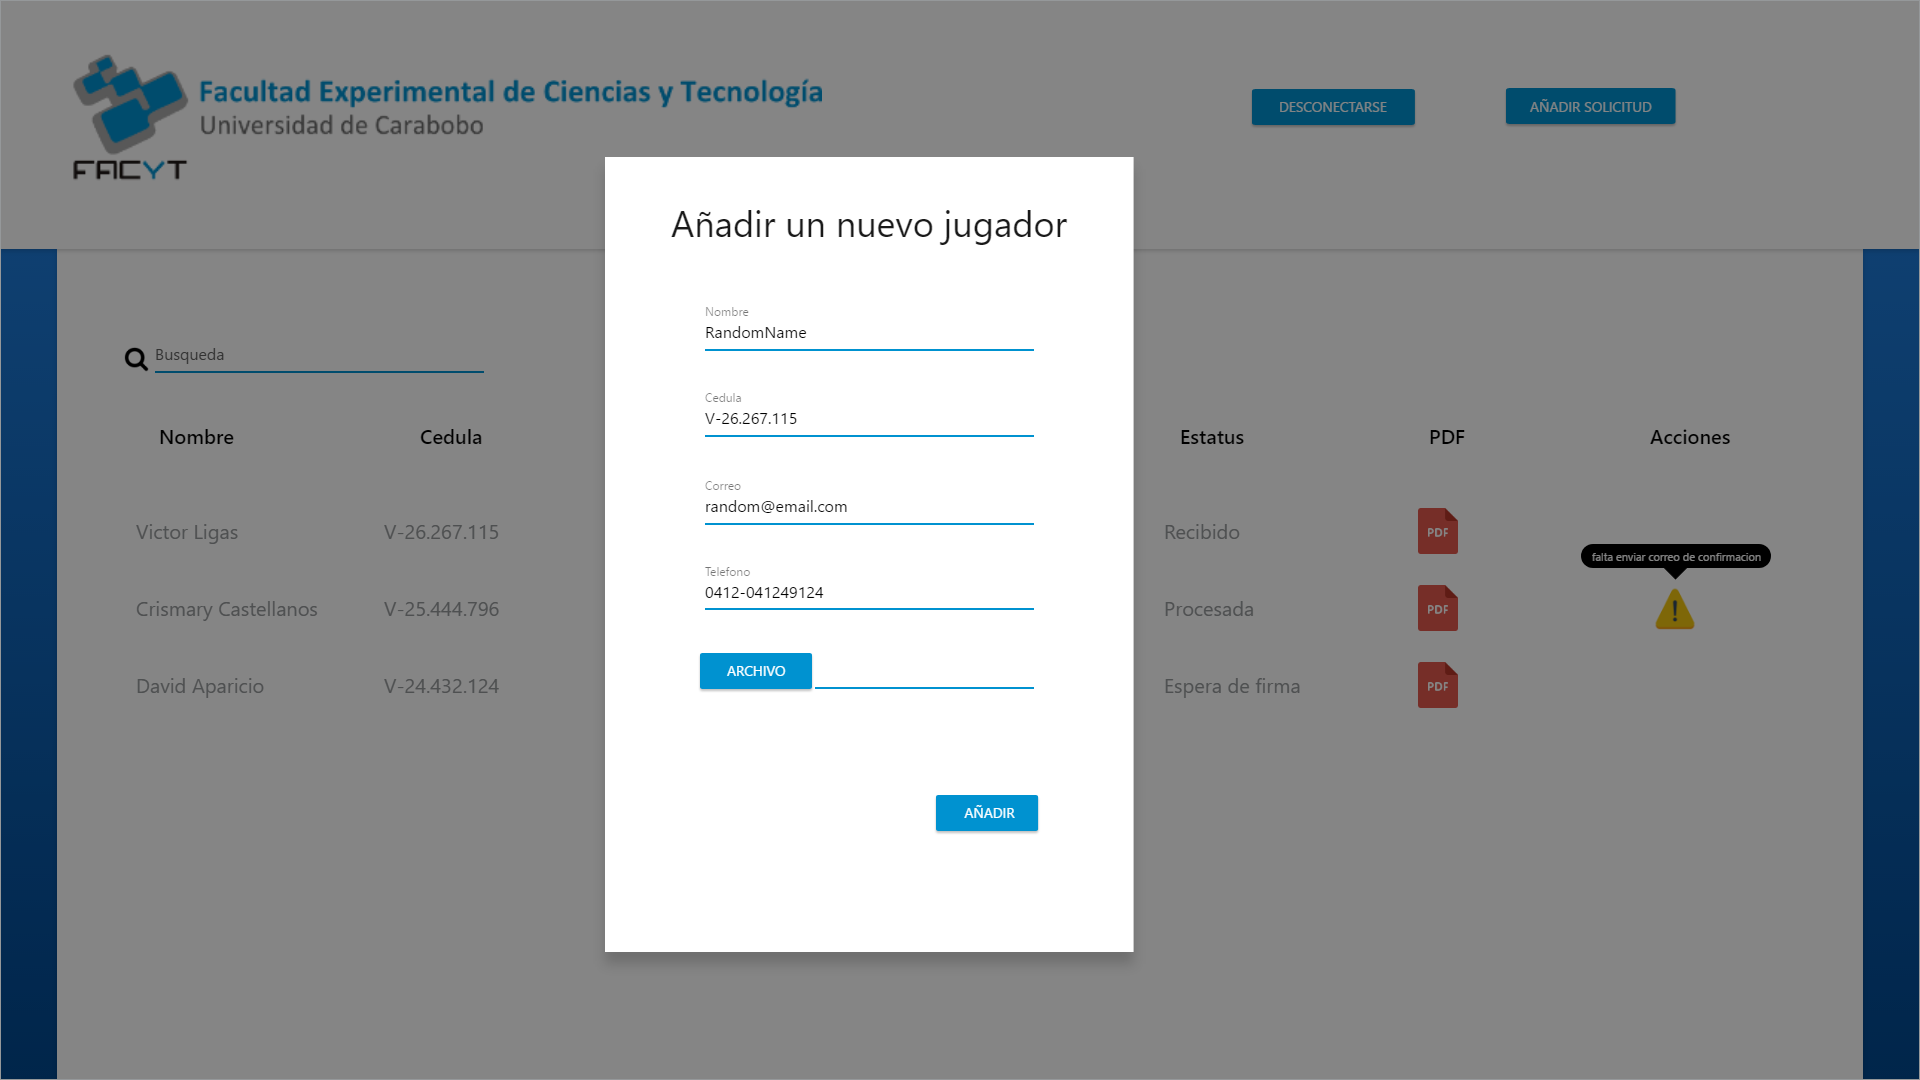 Facultad Experimental de Ciencias y Tecnología
Universidad de Carabobo
FACYT
DESCONECTARSE
AÑADIR SOLICITUD
Añadir un nuevo jugador
Nombre
RandomName
Cedula
V-26.267.115
Correo
random@email.com
Telefono
0412-041249124
ARCHIVO
AÑADIR
Busqueda
Nombre Cedula Estatus PDF Acciones
Victor Ligas V-26.267.115 Recibido PDF
falta enviar correo de confirmacion
Crismary Castellanos V-25.444.796 Procesada PDF
David Aparicio V-24.432.124 Espera de firma PDF